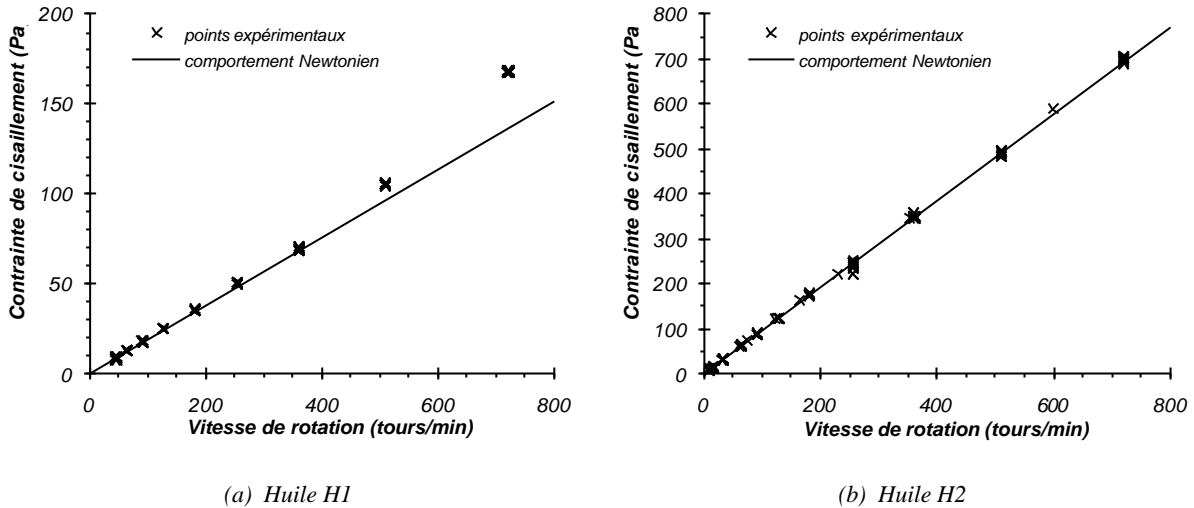 Contrainte de cisaillement (Pa
200
150
100
50
0
points expérimentaux
comportement Newtonien
0 200 400 600 800
Vitesse de rotation (tours/min)
(a) Huile H1
Contrainte de cisaillement (Pa
800
700
600
500
400
300
200
100
0
points expérimentaux
comportement Newtonien
0 200 400 600 800
Vitesse de rotation (tours/min)
(b) Huile H2